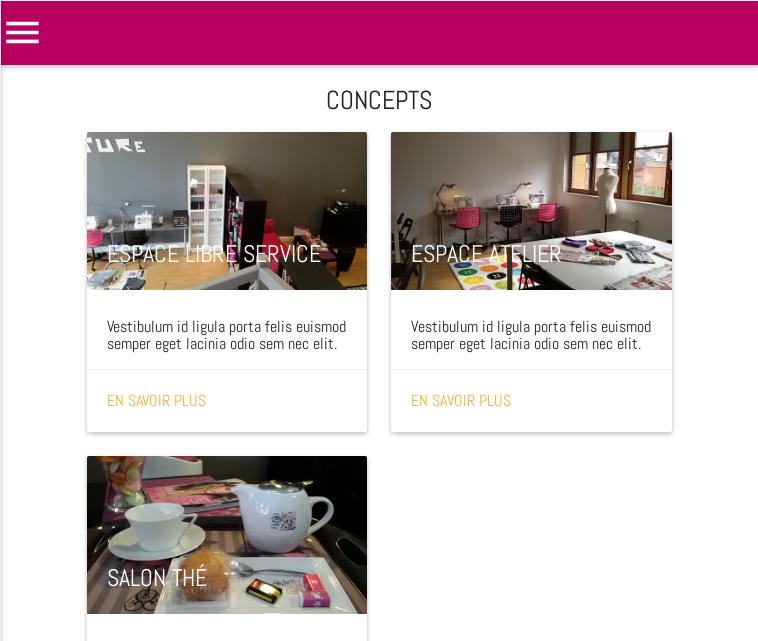 CONCEPTS
TURE
ESPACE LIBRE SERVICE
Vestibulum id ligula porta felis euismod
semper eget lacinia odio sem nec elit.
EN SAVOIR PLUS
ESPACE ATELIER
Vestibulum id ligula porta felis euismod
semper eget lacinia odio sem nec elit.
EN SAVOIR PLUS
SALON THÉ